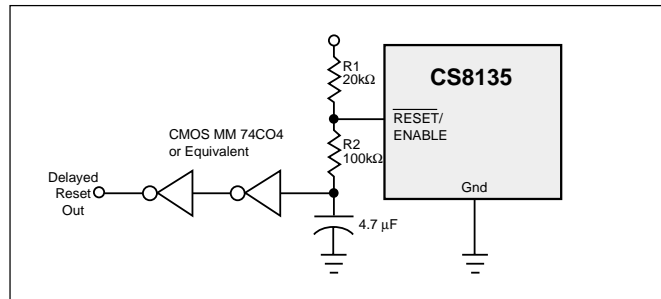 R1
20kΩ
CS8135
RESET/
ENABLE
CMOS MM 74CO4
or Equivalent
R2
100kΩ
Delayed
Reset
Out
Gnd
4.7 µF